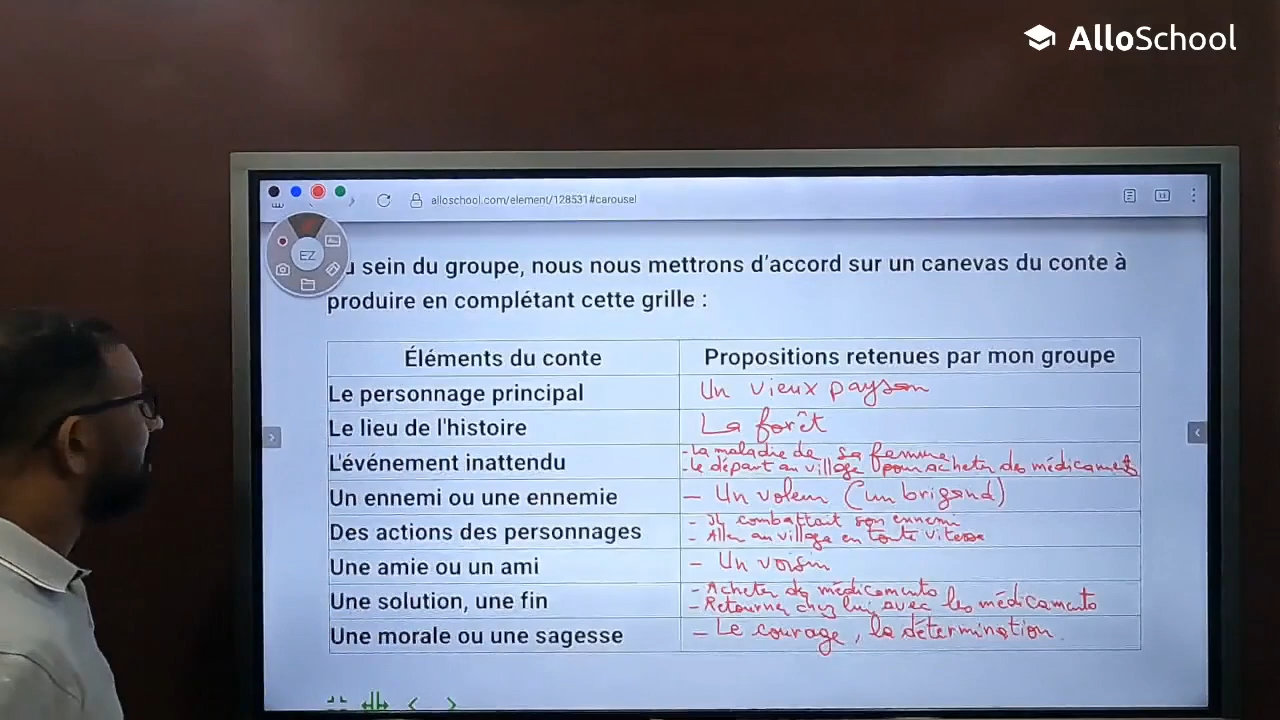 AlloSchool
alloschool.com/element/128531#carousel
EZ
sein du groupe, nous nous mettrons d'accord sur un canevas du conte à
produire en complétant cette grille :
Éléments du conte Propositions retenues par mon groupe
Le personnage principal Un vieux paysan
Le lieu de l'histoire La forêt
L'événement inattendu - La maladie de sa femme
- Le départ au village pour acheter des médicaments
Un ennemi ou une ennemie - Un voleur (un brigand)
Des actions des personnages - Il combattait son ennemi
- Aller au village en toute vitesse
Une amie ou un ami - Un voisin
Une solution, une fin - Acheter des médicaments
- Retourner chez lui avec les médicaments
Une morale ou une sagesse - Le courage, la détermination.